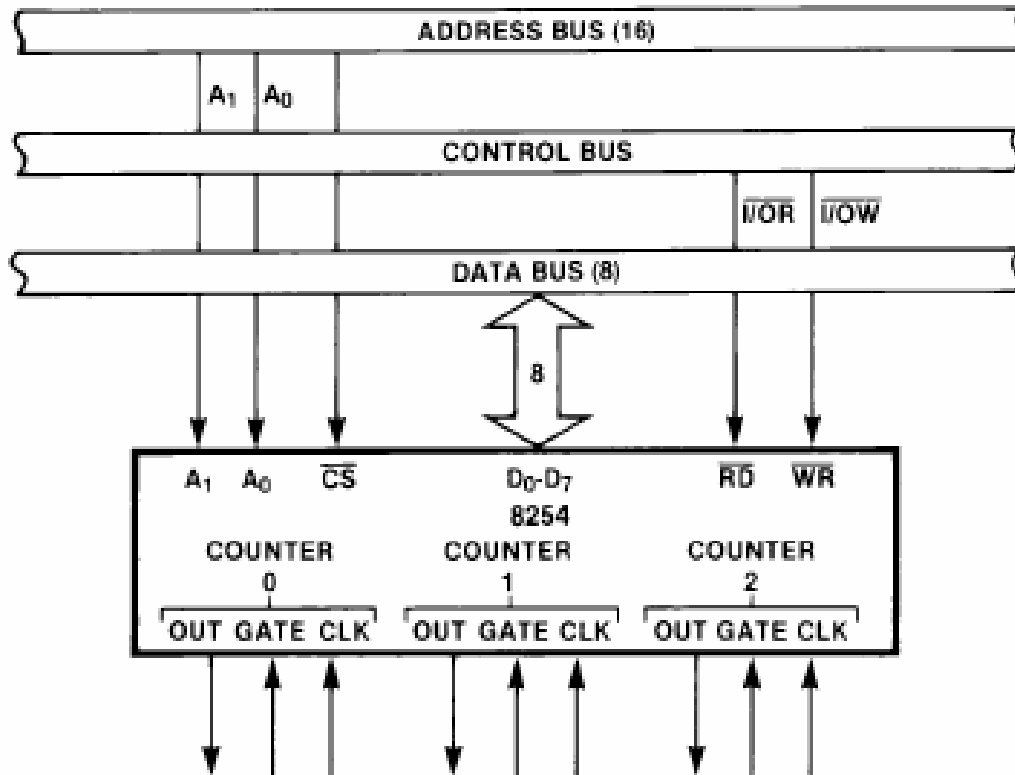 ADDRESS BUS (16)
A₁ A₀
CONTROL BUS
I/OR I/OW
DATA BUS (8)
8
A₁ A₀ CS D₀-D₇ RD WR
8254
COUNTER COUNTER COUNTER
0 1 2
OUT GATE CLK OUT GATE CLK OUT GATE CLK